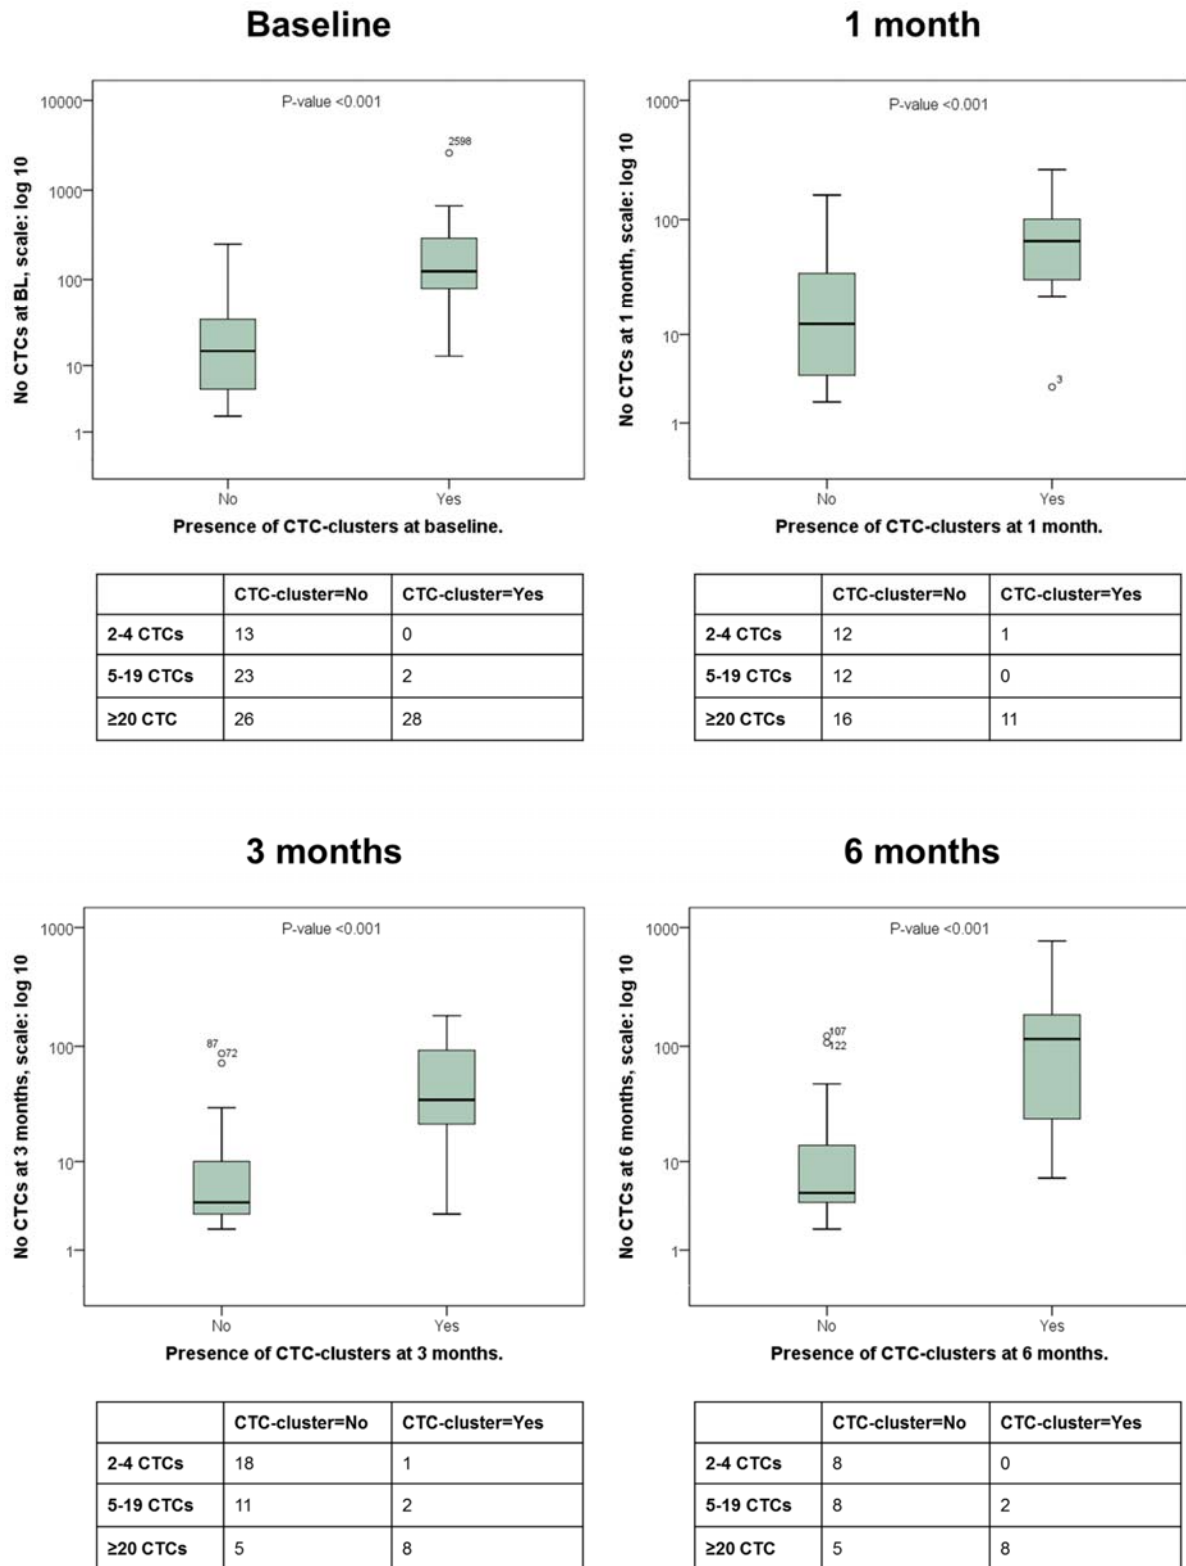 Baseline
No CTCs at BL, scale: log 10
10000
1000
100
10
1
P-value <0.001
2598
No
Yes
Presence of CTC-clusters at baseline.
CTC-cluster=No CTC-cluster=Yes
2-4 CTCs 13 0
5-19 CTCs 23 2
≥20 CTC 26 28
1 month
No CTCs at 1 month, scale: log 10
1000
100
10
1
P-value <0.001
3
No
Yes
Presence of CTC-clusters at 1 month.
CTC-cluster=No CTC-cluster=Yes
2-4 CTCs 12 1
5-19 CTCs 12 0
≥20 CTCs 16 11
3 months
No CTCs at 3 months, scale: log 10
1000
100
10
1
P-value <0.001
87 72
No
Yes
Presence of CTC-clusters at 3 months.
CTC-cluster=No CTC-cluster=Yes
2-4 CTCs 18 1
5-19 CTCs 11 2
≥20 CTCs 5 8
6 months
No CTCs at 6 months, scale: log 10
1000
100
10
1
P-value <0.001
107
122
No
Yes
Presence of CTC-clusters at 6 months.
CTC-cluster=No CTC-cluster=Yes
2-4 CTCs 8 0
5-19 CTCs 8 2
≥20 CTC 5 8